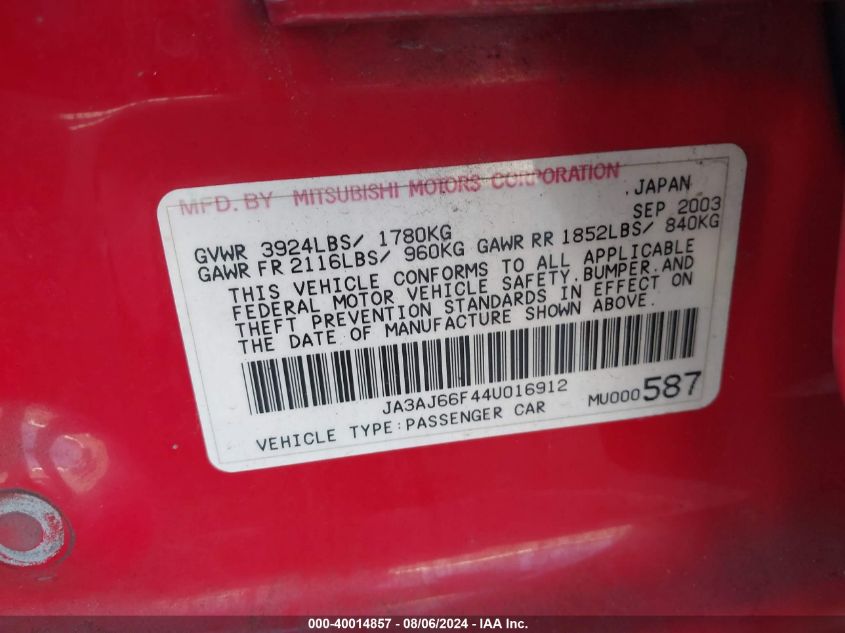 MFD. BY MITSUBISHI MOTORS CORPORATION JAPAN
SEP 2003
GVWR 3924LBS/ 1780KG
GAWR FR 2116LBS/ 960KG GAWR RR 1852LBS/ 840KG
THIS VEHICLE CONFORMS TO ALL APPLICABLE
FEDERAL MOTOR VEHICLE SAFETY, BUMPER, AND
THEFT PREVENTION STANDARDS IN EFFECT ON
THE DATE OF MANUFACTURE SHOWN ABOVE.
JA3AJ66F44U016912
MU000587
VEHICLE TYPE:PASSENGER CAR
000-40014857 - 08/06/2024 - IAA Inc.